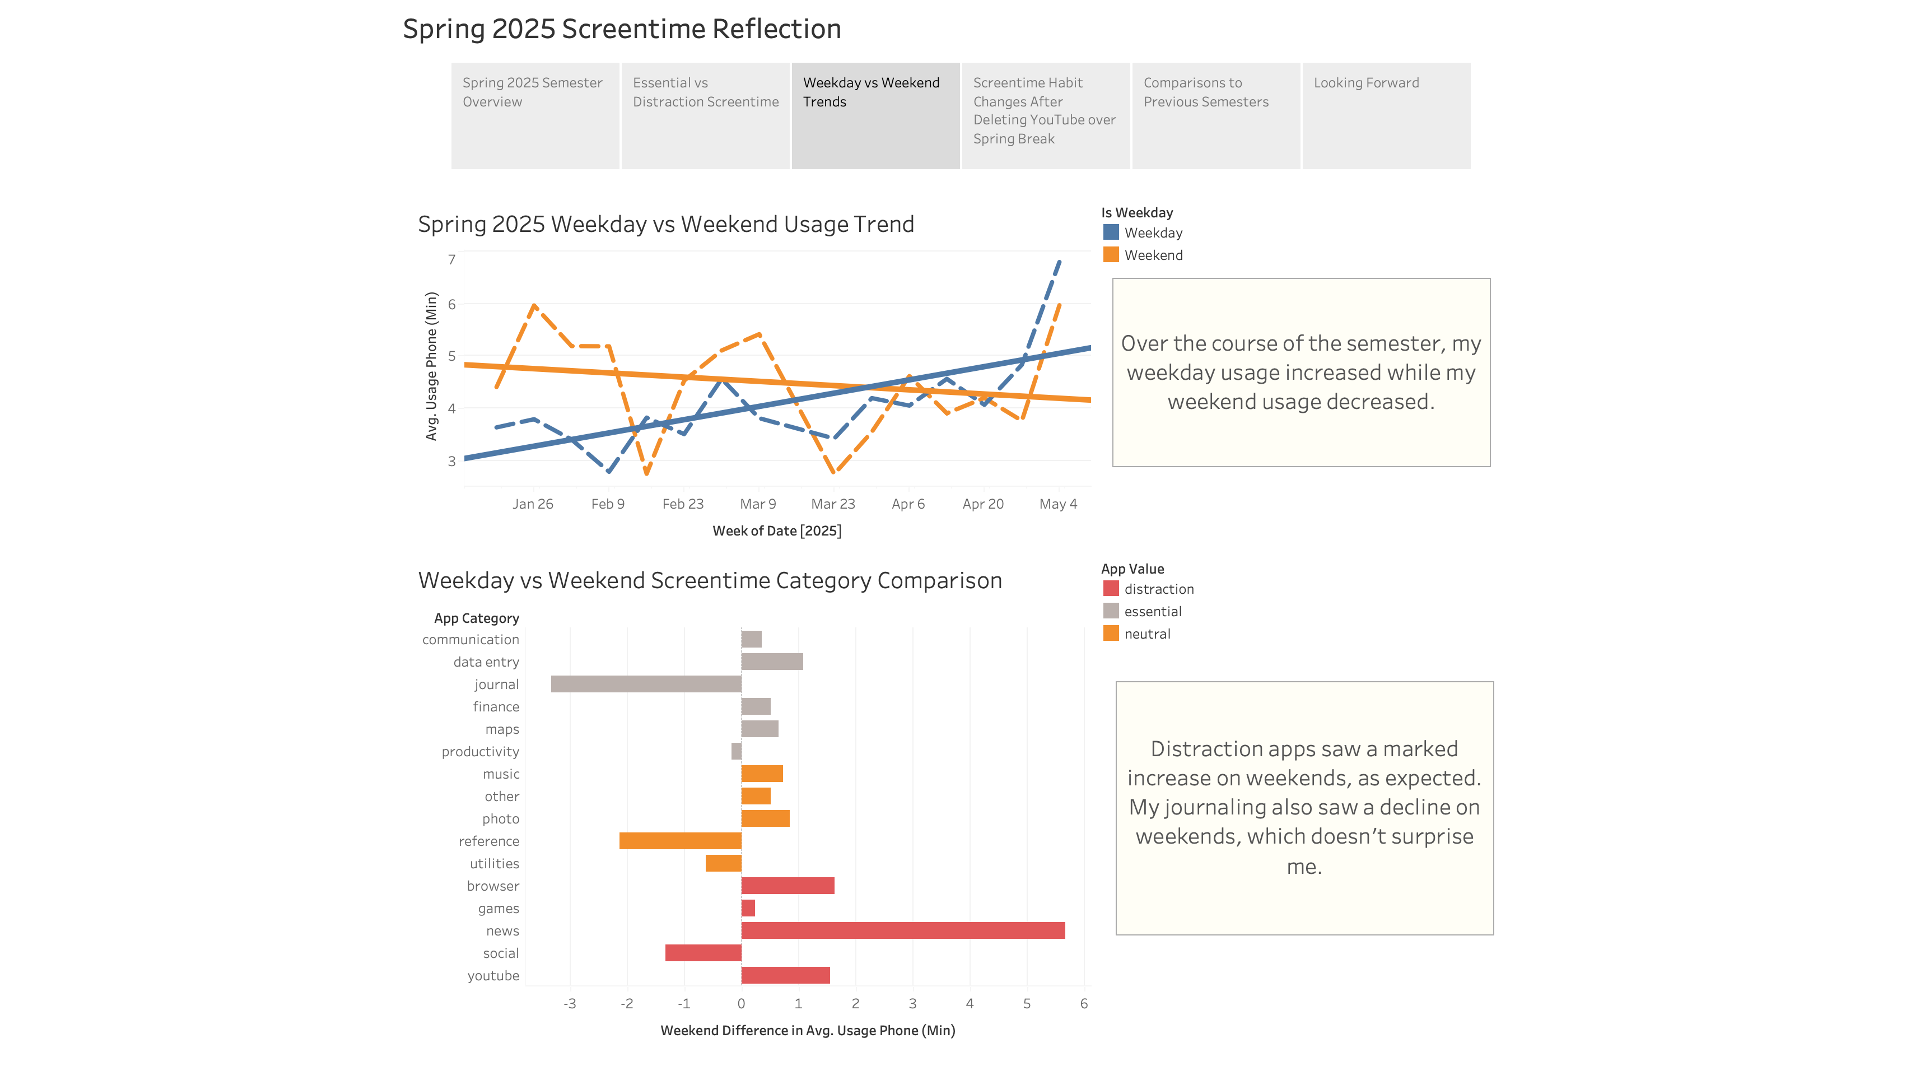 Spring 2025 Screentime Reflection
Spring 2025 Semester
Overview
Essential vs
Distraction Screentime
Weekday vs Weekend
Trends
Screentime Habit
Changes After
Deleting YouTube over
Spring Break
Comparisons to
Previous Semesters
Looking Forward
Spring 2025 Weekday vs Weekend Usage Trend
Is Weekday
Weekday
Weekend
Avg. Usage Phone (Min)
7
6
5
4
3
Jan 26 Feb 9 Feb 23 Mar 9 Mar 23 Apr 6 Apr 20 May 4
Week of Date [2025]
Over the course of the semester, my
weekday usage increased while my
weekend usage decreased.
Weekday vs Weekend Screentime Category Comparison
App Value
distraction
essential
neutral
App Category
communication
data entry
journal
finance
maps
productivity
music
other
photo
reference
utilities
browser
games
news
social
youtube
-3 -2 -1 0 1 2 3 4 5 6
Weekend Difference in Avg. Usage Phone (Min)
Distraction apps saw a marked
increase on weekends, as expected.
My journaling also saw a decline on
weekends, which doesn't surprise
me.